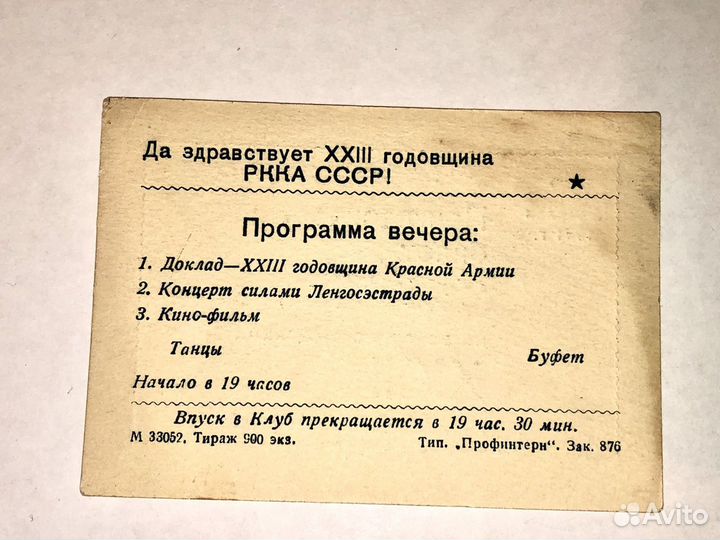 Да здравствует XXIII годовщина
РККА СССР!
Программа вечера:
1. Доклад—XXIII годовщина Красной Армии
2. Концерт силами Ленгосэстрады
3. Кино-фильм
Танцы Буфет
Начало в 19 часов
Впуск в Клуб прекращается в 19 час. 30 мин.
М 33052. Тираж 900 экз. Тип. „Профинтерн“. Зак. 876
Avito